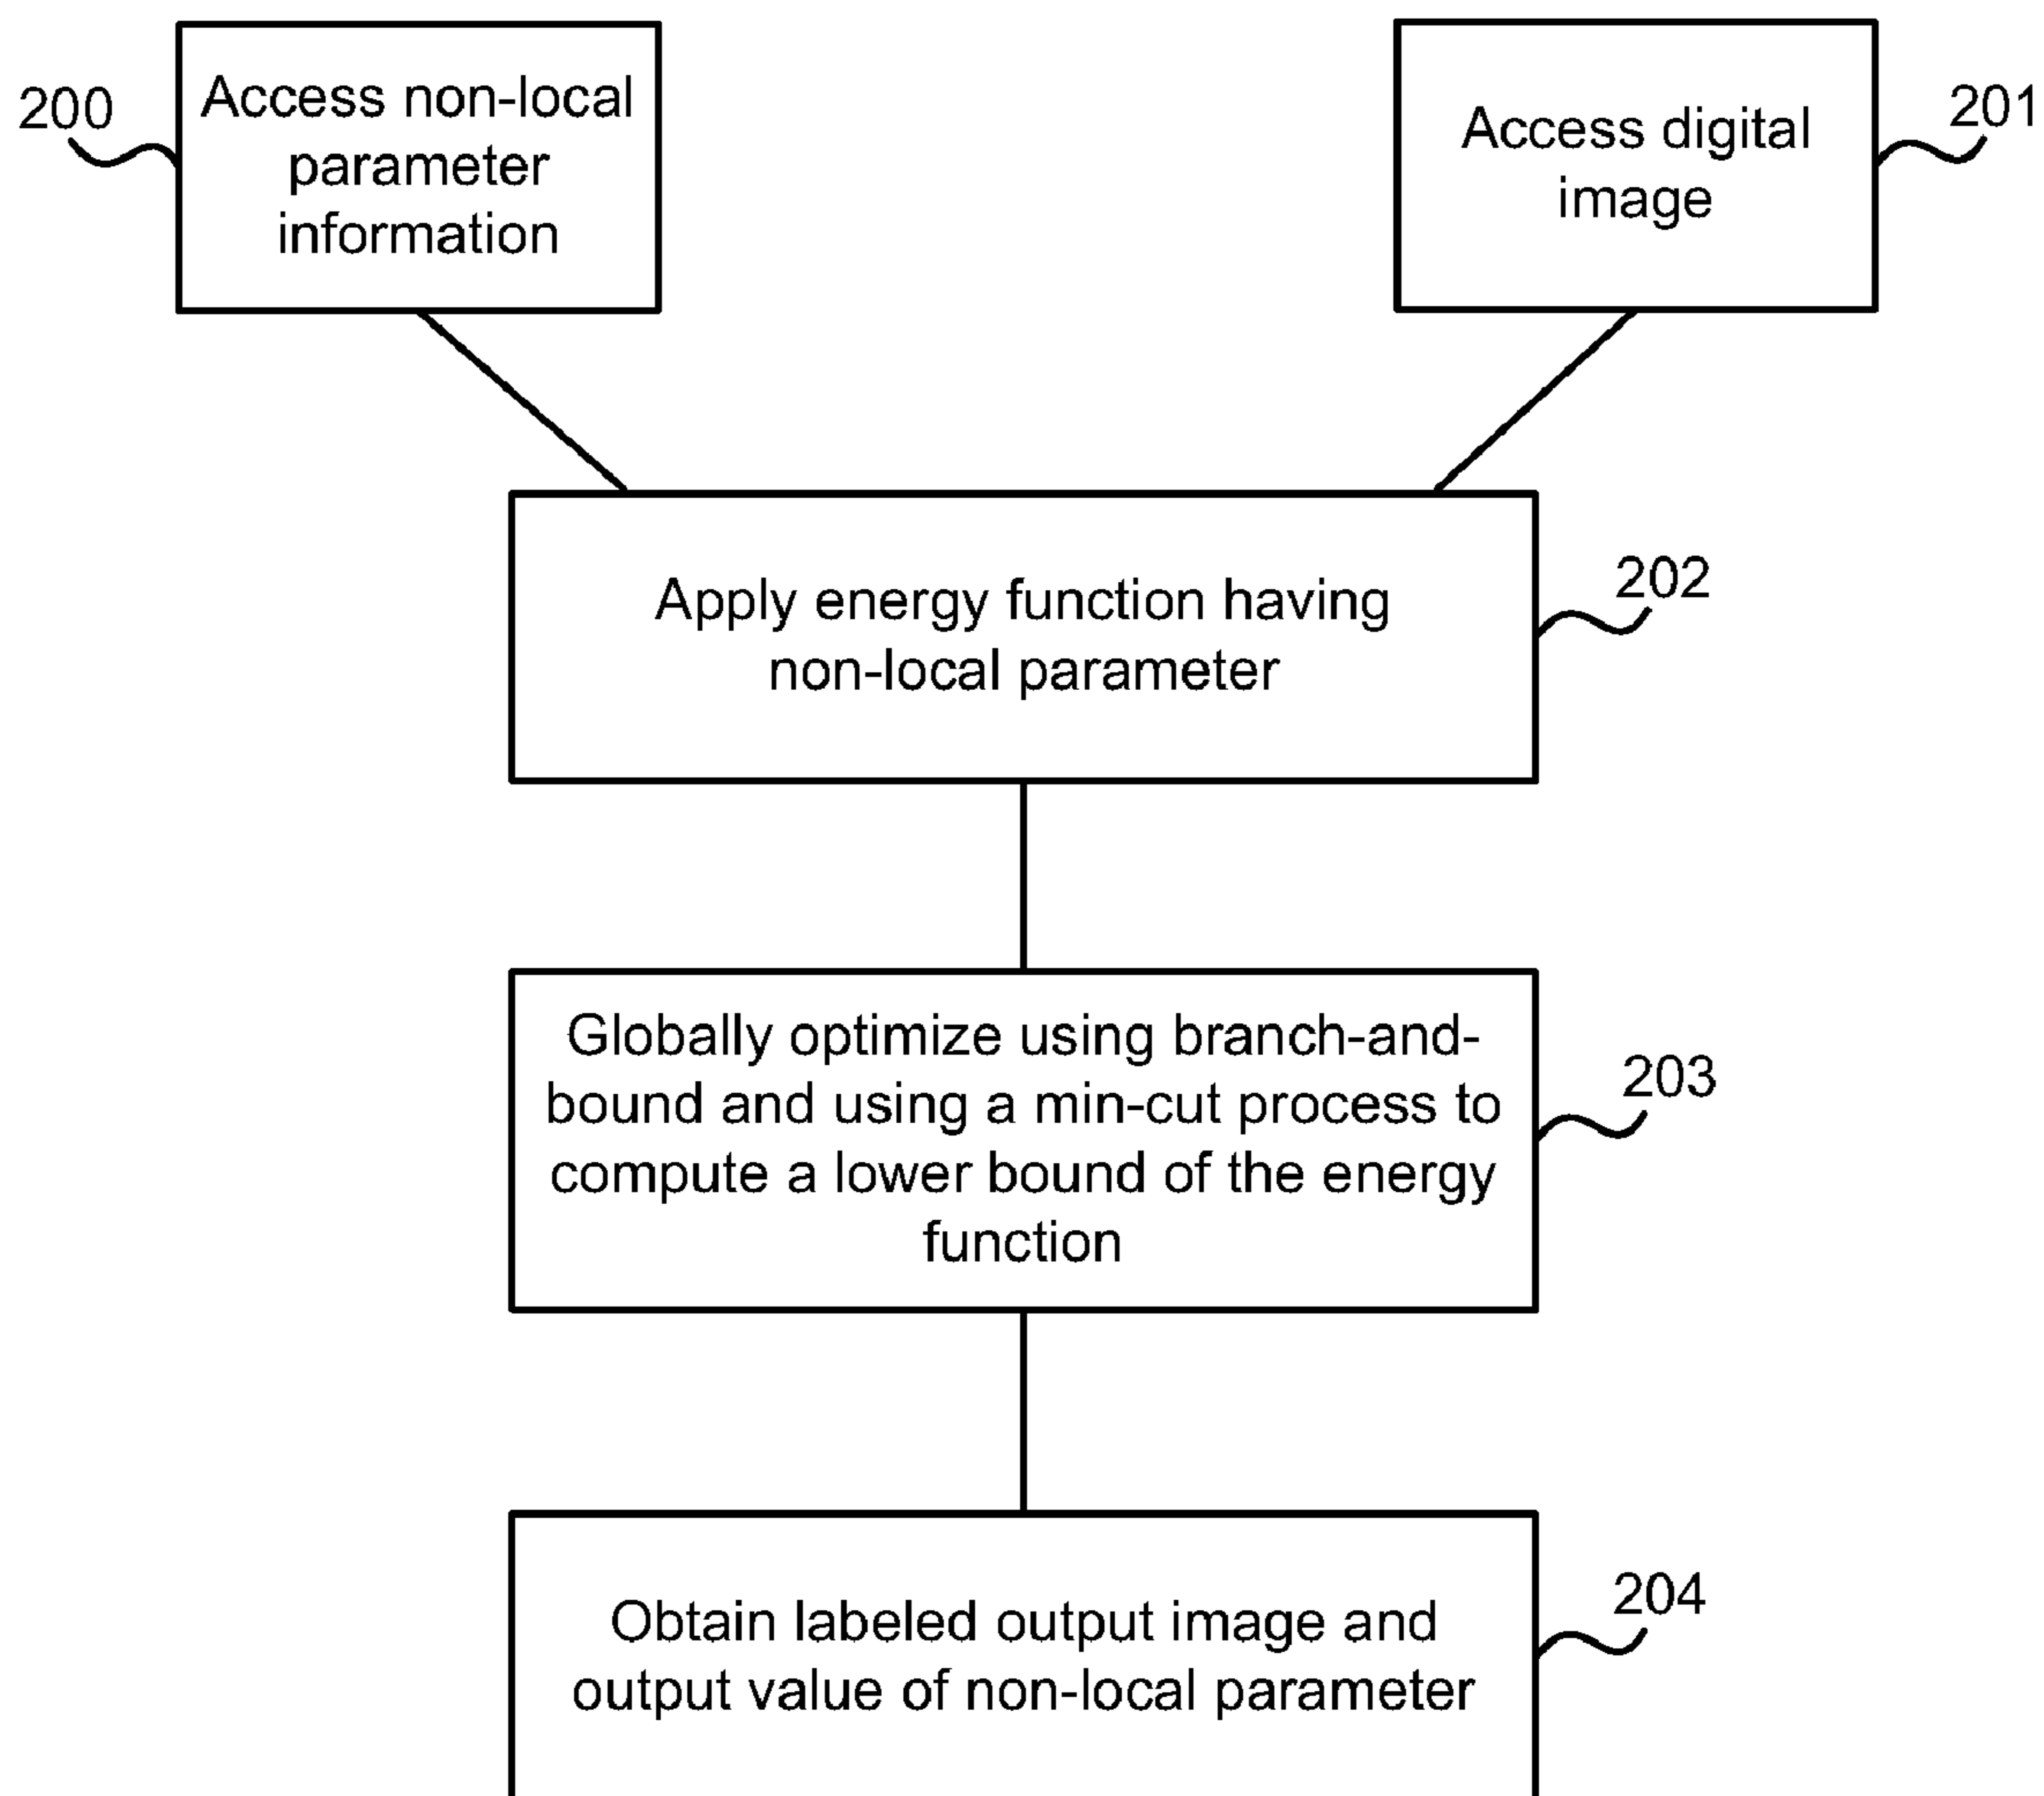 200
Access non-local
parameter
information
Access digital
image
201
Apply energy function having
non-local parameter
202
Globally optimize using branch-and-
bound and using a min-cut process to
compute a lower bound of the energy
function
203
Obtain labeled output image and
output value of non-local parameter
204